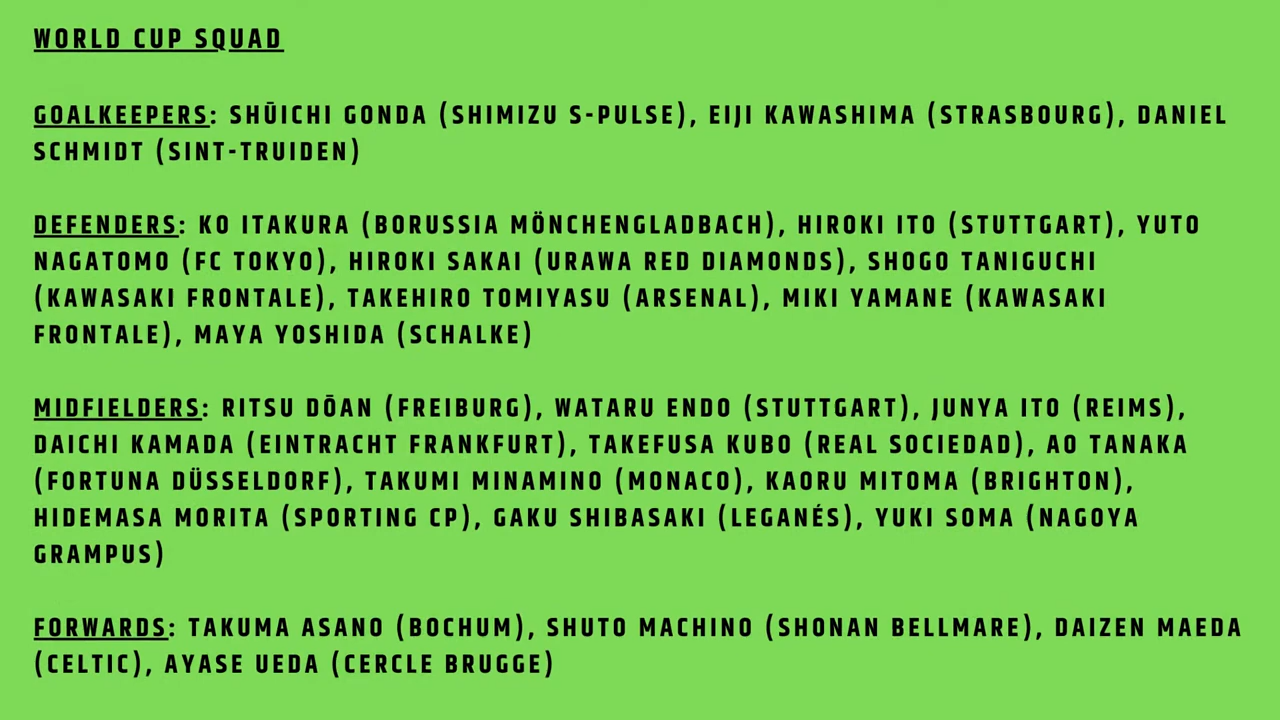 WORLD CUP SQUAD
GOALKEEPERS: SHŪICHI GONDA (SHIMIZU S-PULSE), EIJI KAWASHIMA (STRASBOURG), DANIEL
SCHMIDT (SINT-TRUIDEN)
DEFENDERS: KO ITAKURA (BORUSSIA MÖNCHENGLADBACH), HIROKI ITO (STUTTGART), YUTO
NAGATOMO (FC TOKYO), HIROKI SAKAI (URAWA RED DIAMONDS), SHOGO TANIGUCHI
(KAWASAKI FRONTALE), TAKEHIRO TOMIYASU (ARSENAL), MIKI YAMANE (KAWASAKI
FRONTALE), MAYA YOSHIDA (SCHALKE)
MIDFIELDERS: RITSU DŌAN (FREIBURG), WATARU ENDO (STUTTGART), JUNYA ITO (REIMS),
DAICHI KAMADA (EINTRACHT FRANKFURT), TAKEFUSA KUBO (REAL SOCIEDAD), AO TANAKA
(FORTUNA DÜSSELDORF), TAKUMI MINAMINO (MONACO), KAORU MITOMA (BRIGHTON),
HIDEMASA MORITA (SPORTING CP), GAKU SHIBASAKI (LEGANÉS), YUKI SOMA (NAGOYA
GRAMPUS)
FORWARDS: TAKUMA ASANO (BOCHUM), SHUTO MACHINO (SHONAN BELLMARE), DAIZEN MAEDA
(CELTIC), AYASE UEDA (CERCLE BRUGGE)